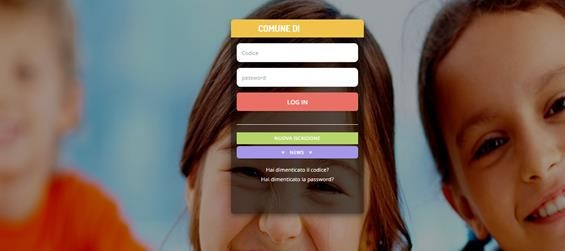 COMUNE DI
Codice
password
LOG IN
NUOVA ISCRIZIONE
NEWS
Hai dimenticato il codice?
Hai dimenticato la password?